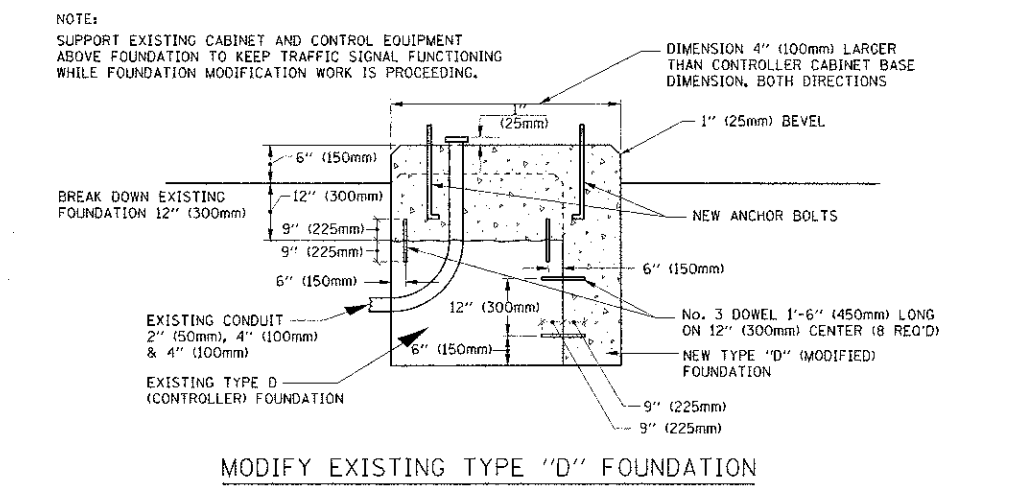 NOTE:
SUPPORT EXISTING CABINET AND CONTROL EQUIPMENT
ABOVE FOUNDATION TO KEEP TRAFFIC SIGNAL FUNCTIONING
WHILE FOUNDATION MODIFICATION WORK IS PROCEEDING.
DIMENSION 4" (100mm) LARGER
THAN CONTROLLER CABINET BASE
DIMENSION, BOTH DIRECTIONS
1"
(25mm)
1" (25mm) BEVEL
6" (150mm)
BREAK DOWN EXISTING
FOUNDATION 12" (300mm)
12" (300mm)
NEW ANCHOR BOLTS
9" (225mm)
9" (225mm)
6" (150mm)
6" (150mm)
12" (300mm)
No. 3 DOWEL 1'-6" (450mm) LONG
ON 12" (300mm) CENTER (8 REQ'D)
EXISTING CONDUIT
2" (50mm), 4" (100mm)
& 4" (100mm)
6" (150mm)
NEW TYPE "D" (MODIFIED)
FOUNDATION
EXISTING TYPE D
(CONTROLLER) FOUNDATION
9" (225mm)
9" (225mm)
MODIFY EXISTING TYPE "D" FOUNDATION